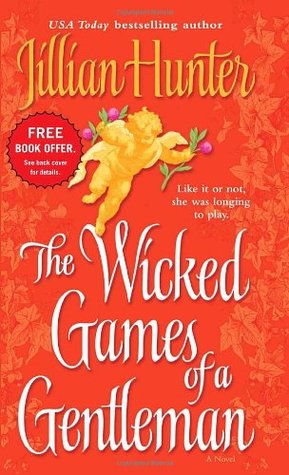 USA Today bestselling author
Jillian Hunter
FREE
BOOK OFFER.
See back cover
for details.
Like it or not,
she was longing
to play.
The Wicked
Games
of a
Gentleman
A Novel